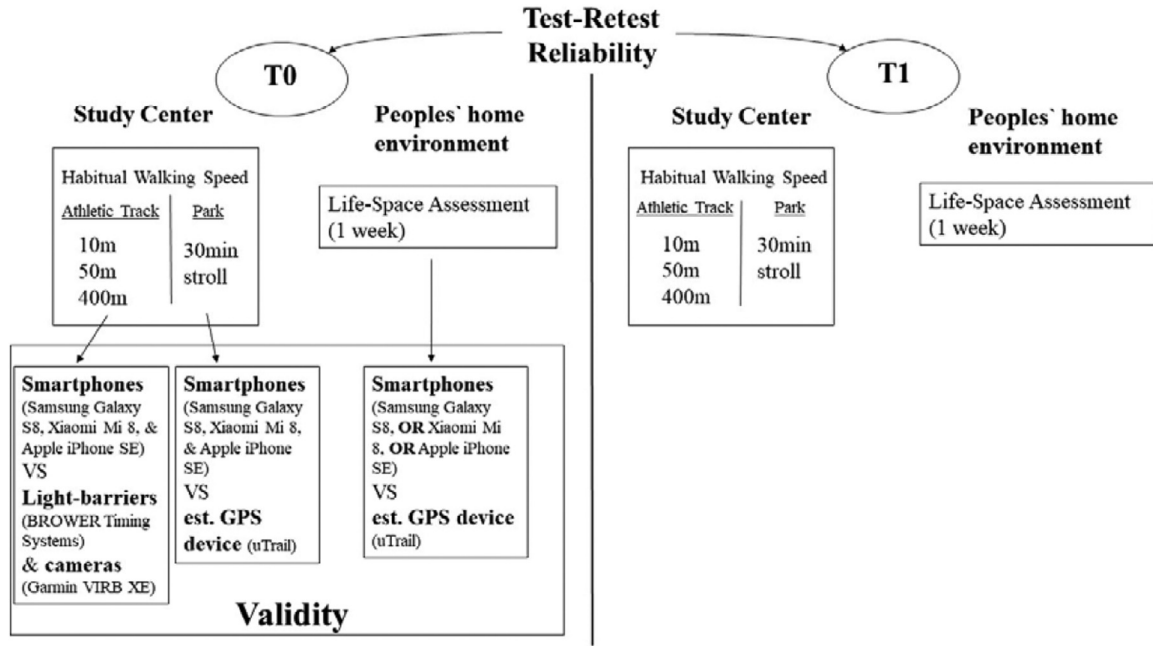 Test-Retest
Reliability
T0
Study Center
Peoples` home
environment
Habitual Walking Speed
Athletic Track
Park
10m
50m
400m
30min
stroll
Life-Space Assessment
(1 week)
Smartphones
(Samsung Galaxy
S8, Xiaomi Mi 8, &
Apple iPhone SE)
VS
Light-barriers
(BROWER Timing
Systems)
& cameras
(Garmin VIRB XE)
Smartphones
(Samsung Galaxy
S8, Xiaomi Mi 8,
& Apple iPhone
SE)
VS
est. GPS
device (uTrail)
Smartphones
(Samsung Galaxy
S8, OR Xiaomi Mi
8, OR Apple iPhone
SE)
VS
est. GPS device
(uTrail)
Validity
T1
Study Center
Peoples` home
environment
Habitual Walking Speed
Athletic Track
Park
10m
50m
400m
30min
stroll
Life-Space Assessment
(1 week)